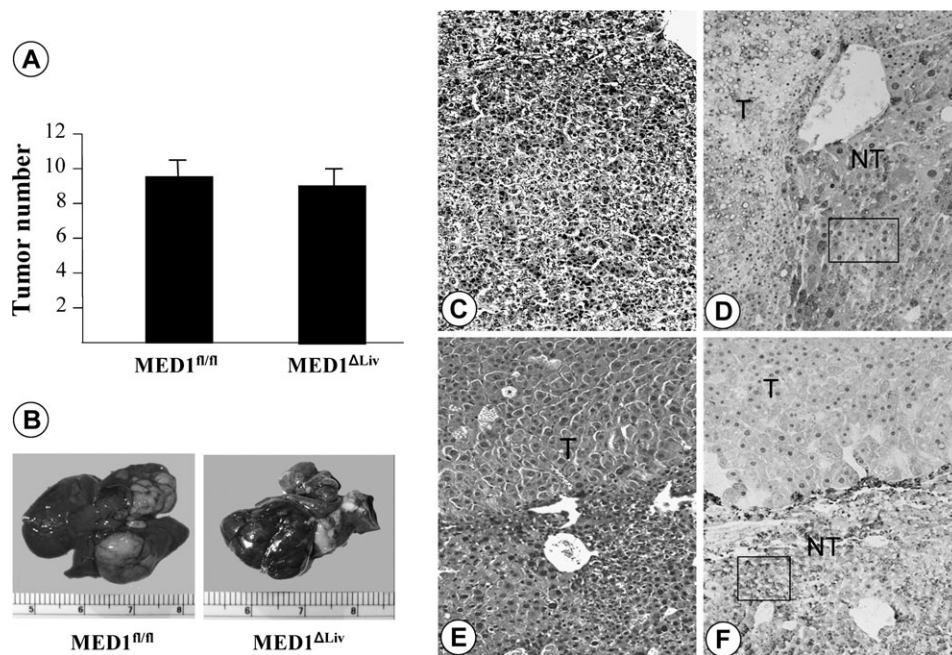 A
Tumor number
12
10
8
6
4
2
MED1fl/fl
MED1ΔLiv
B
5 6 7 8
6 7 8
MED1fl/fl
MED1ΔLiv
C
T
NT
D
T
E
T
NT
F